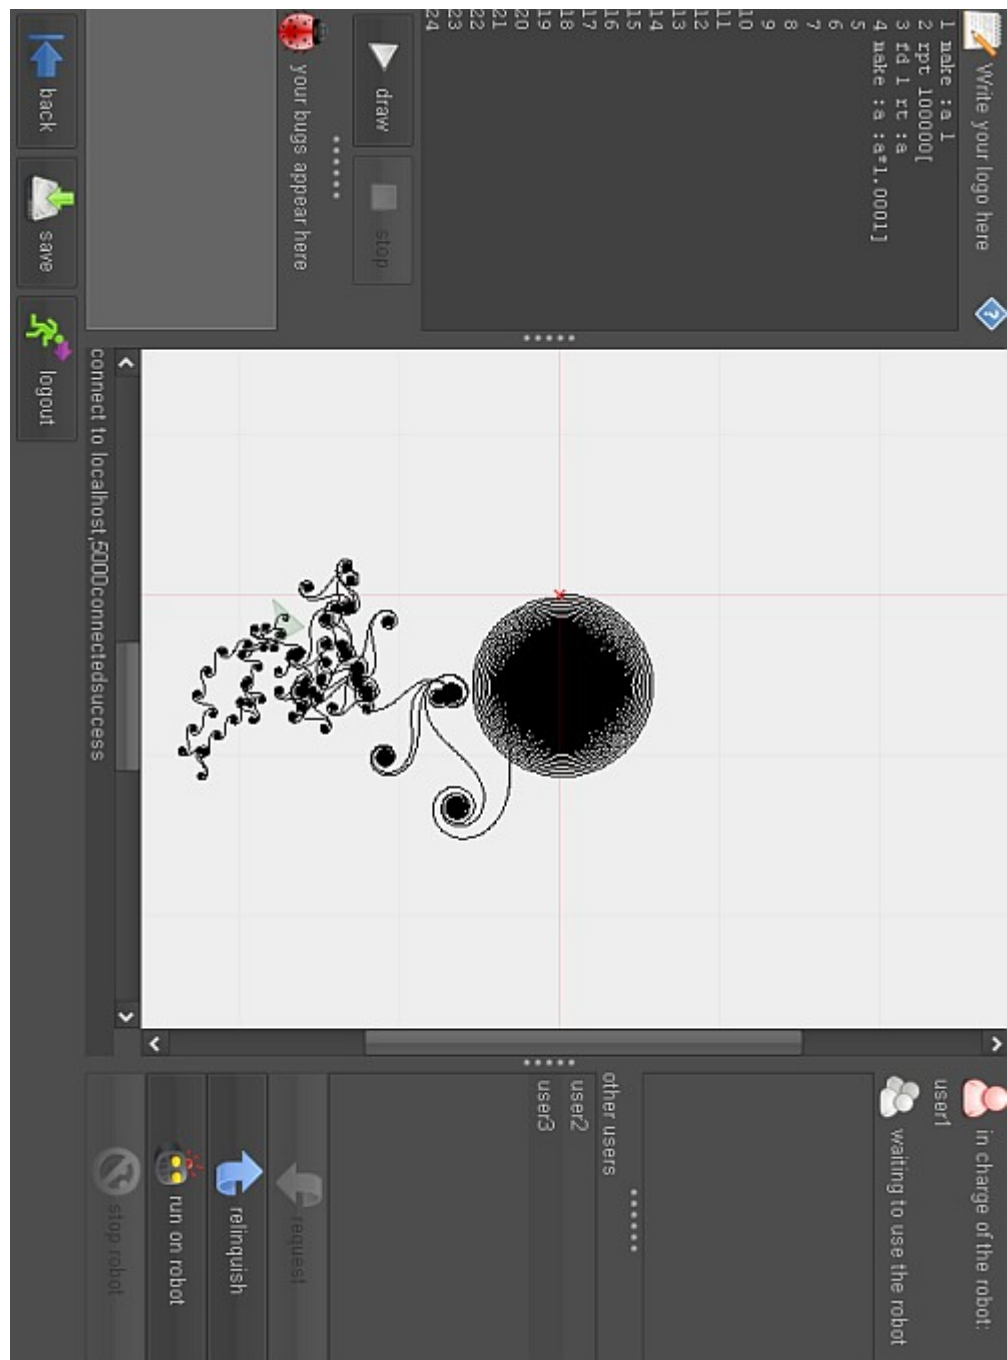 Write your logo here
1 make :a 1
2 rpt 100000[
3 fd 1 rt :a
4 make :a :a*1.0001]
5
6
7
8
9
10
11
12
13
14
15
16
17
18
19
20
21
22
23
24
draw
stop
your bugs appear here
back
save
logout
connect to localhost,5000connectedsuccess
in charge of the robot:
user1
waiting to use the robot
other users
user2
user3
request
relinquish
run on robot
stop robot